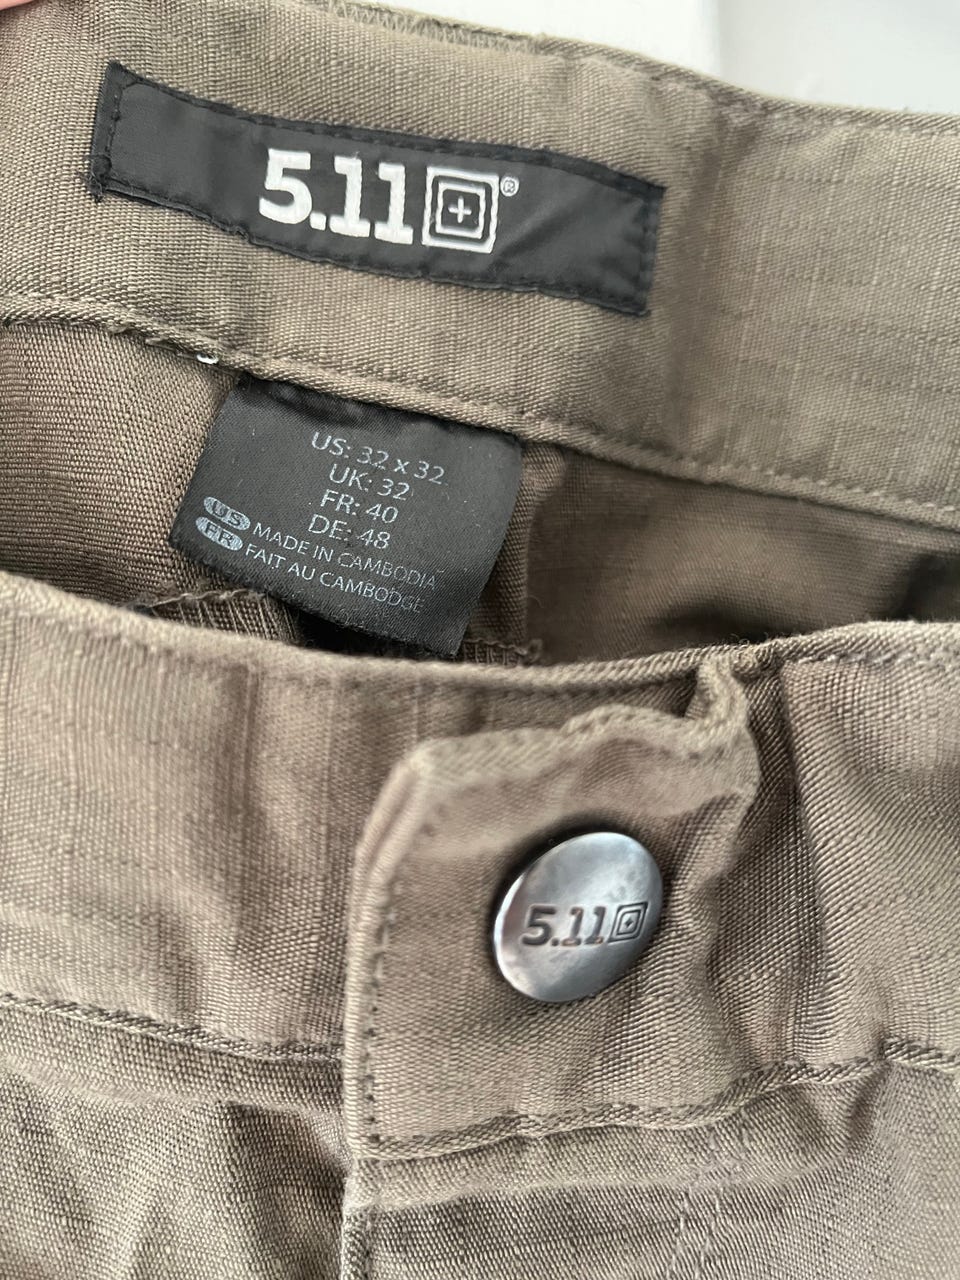 5.11®
US: 32 x 32
UK: 32
FR: 40
DE: 48
US MADE IN CAMBODIA
FR FAIT AU CAMBODGE
5.11